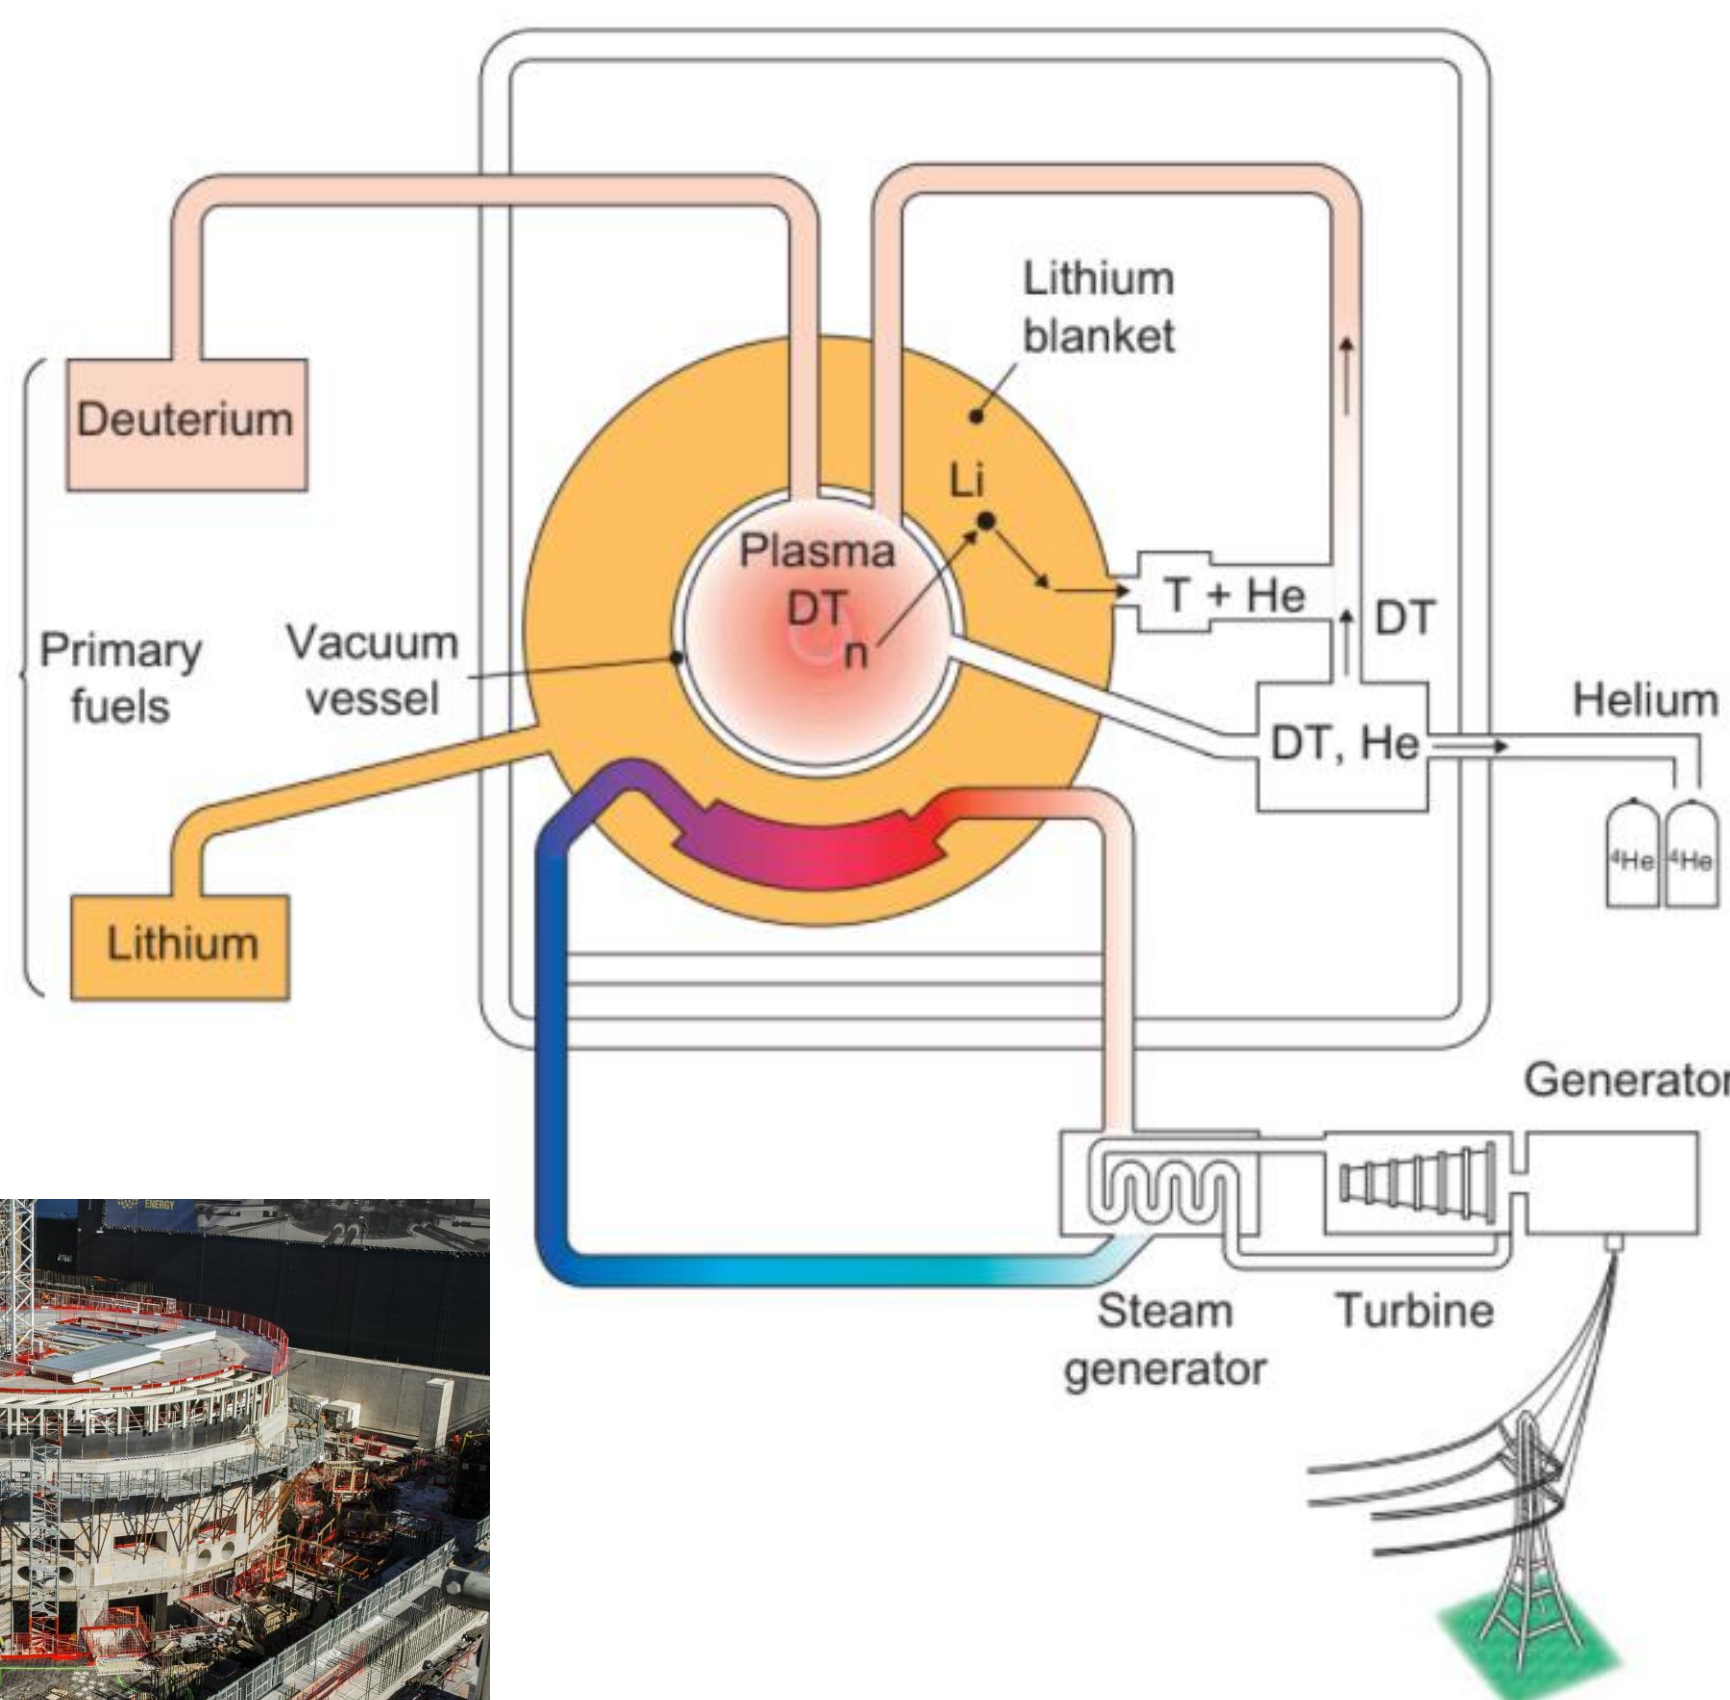 Lithium
blanket
Deuterium
Li
Plasma
DT
n
T + He
DT
Primary
fuels
Vacuum
vessel
Helium
DT, He
⁴He
⁴He
Lithium
Generator
ENERGY
Steam
generator
Turbine